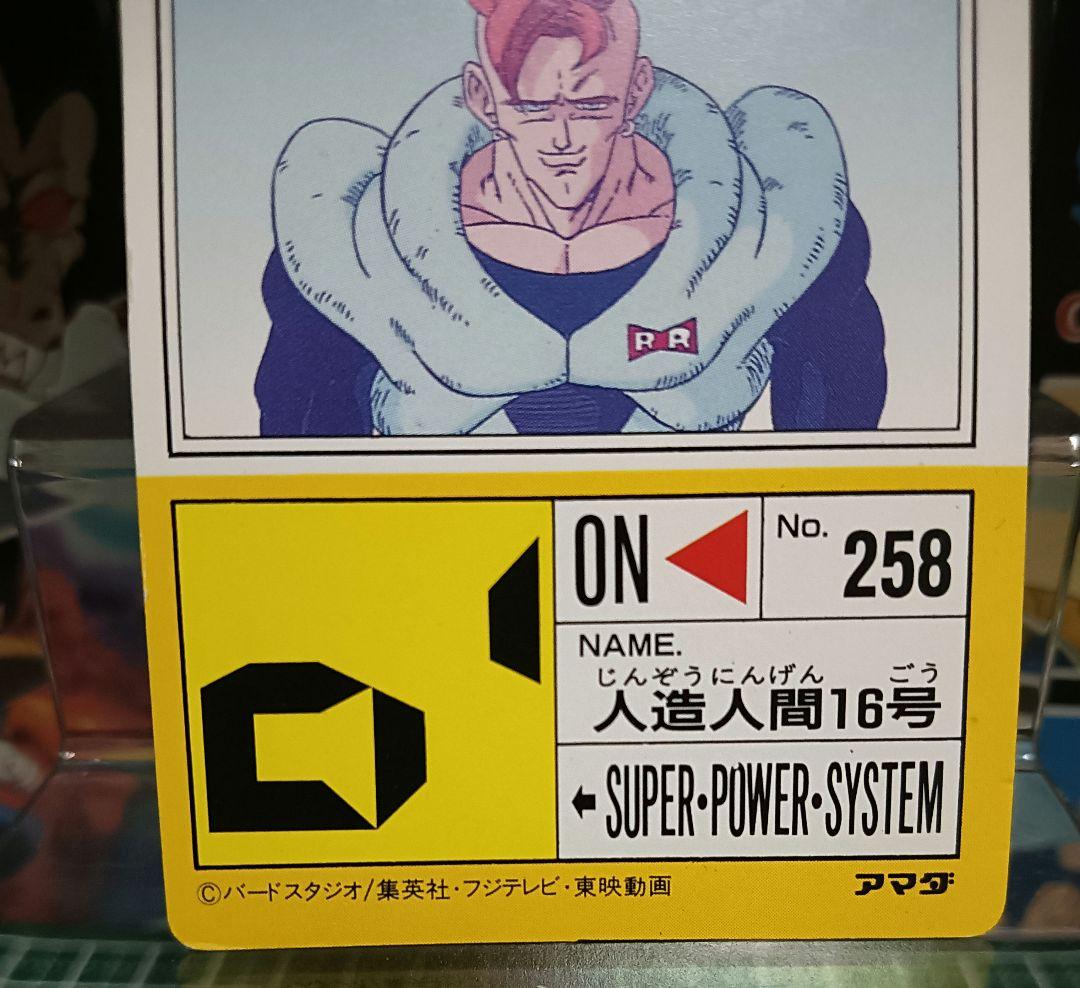 RR
ON
No. 258
NAME.
じんぞうにんげん ごう
人造人間16号
←SUPER・POWER・SYSTEM
Ⓒバードスタジオ/集英社・フジテレビ・東映動画
アマダ